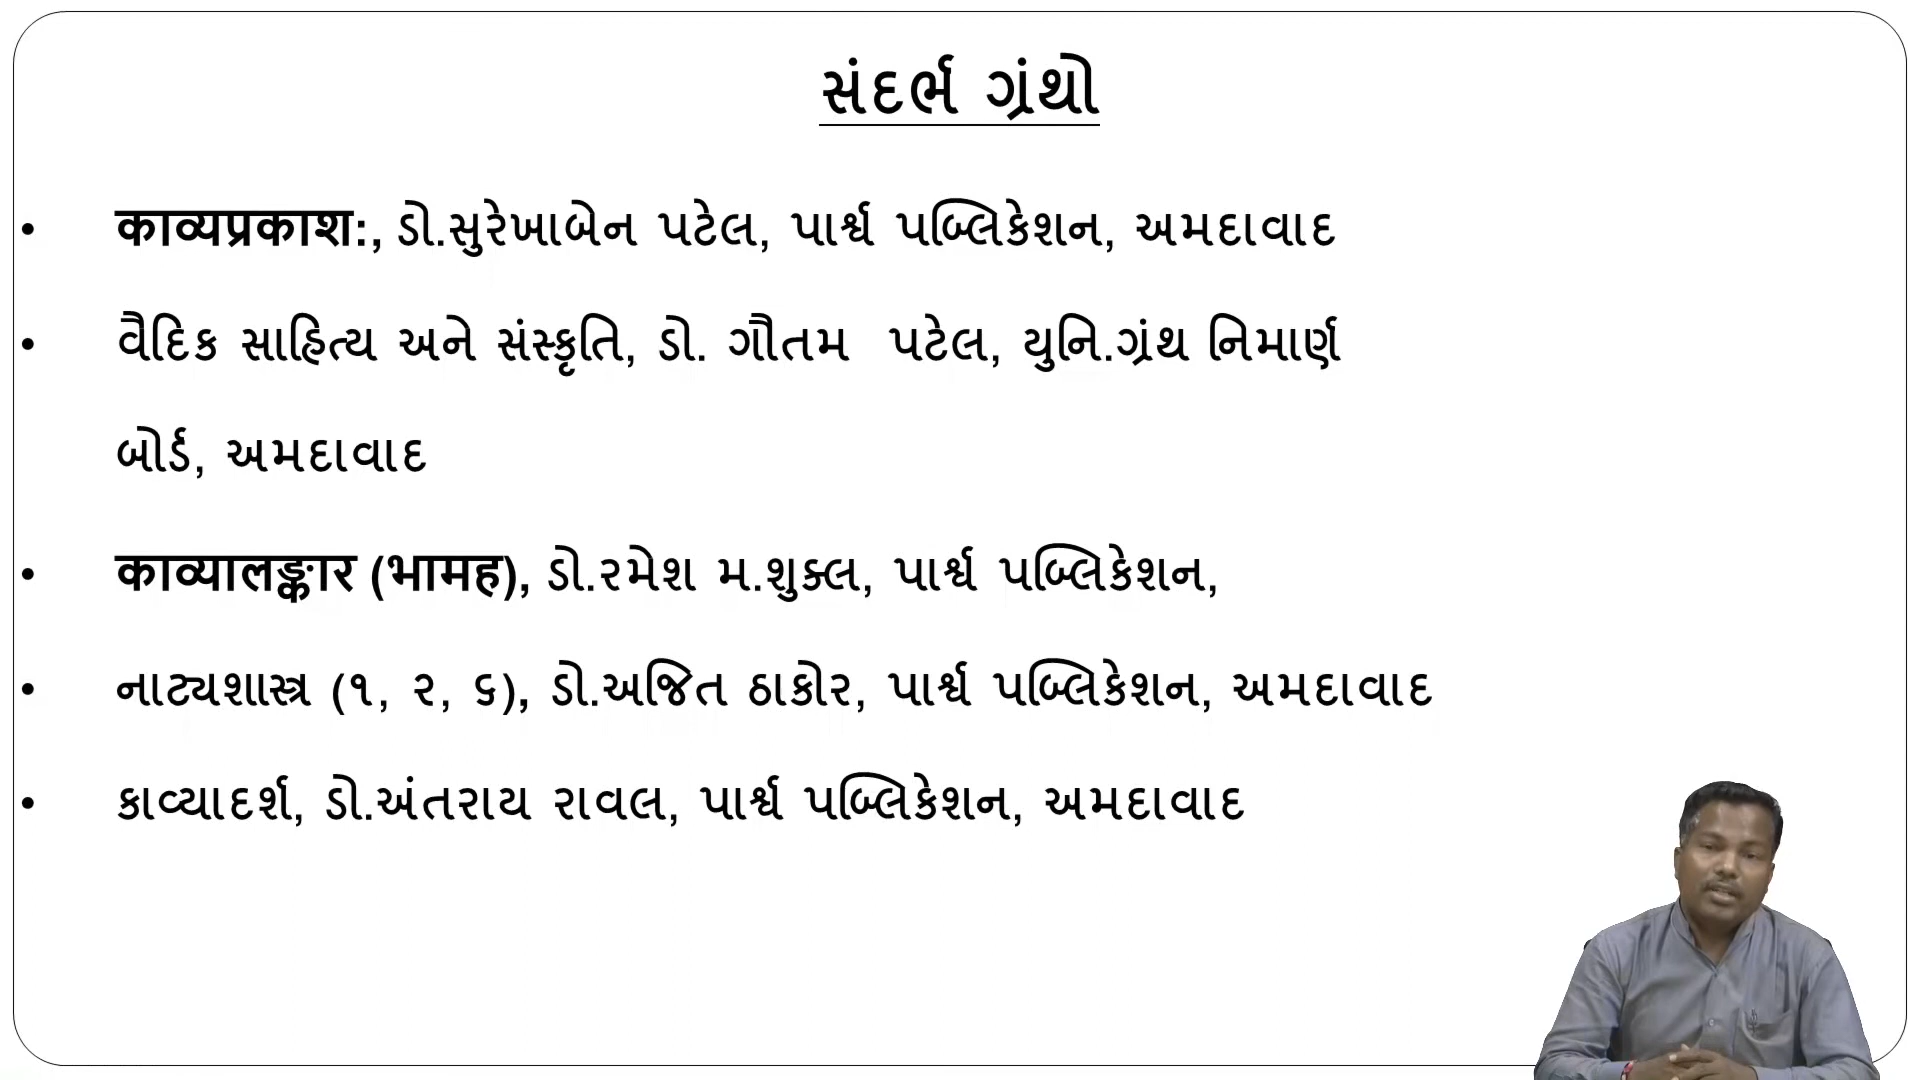 સંદર્ભ ગ્રંથો
• काव्यप्रकाश:, ડો.સુરેખાબેન પટેલ, પાર્શ્વ પબ્લિકેશન, અમદાવાદ
• વૈદિક સાહિત્ય અને સંસ્કૃતિ, ડો. ગૌતમ પટેલ, યુનિ.ગ્રંથ નિમાર્ણ
બોર્ડ, અમદાવાદ
• काव्यालङ्कार (भामह), ડો.રમેશ મ.શુક્લ, પાર્શ્વ પબ્લિકેશન,
• નાટ્યશાસ્ત્ર (૧, ૨, ૬), ડો.અજિત ઠાકોર, પાર્શ્વ પબ્લિકેશન, અમદાવાદ
• કાવ્યાદર્શ, ડો.અંતરાય રાવલ, પાર્શ્વ પબ્લિકેશન, અમદાવાદ